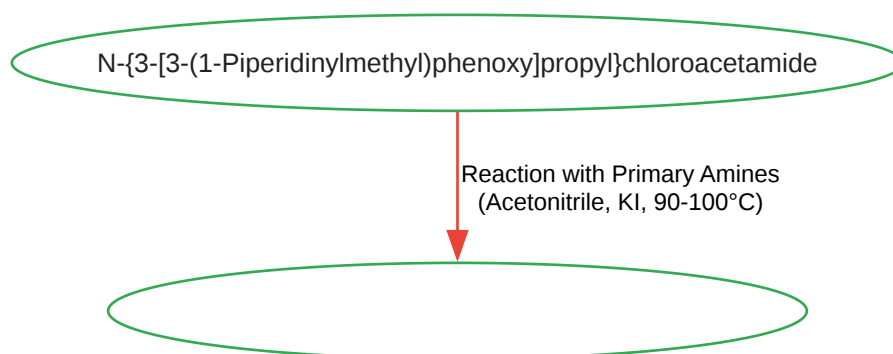 N-{3-[3-(1-Piperidinylmethyl)phenoxy]propyl}chloroacetamide
Reaction with Primary Amines
(Acetonitrile, KI, 90-100°C)